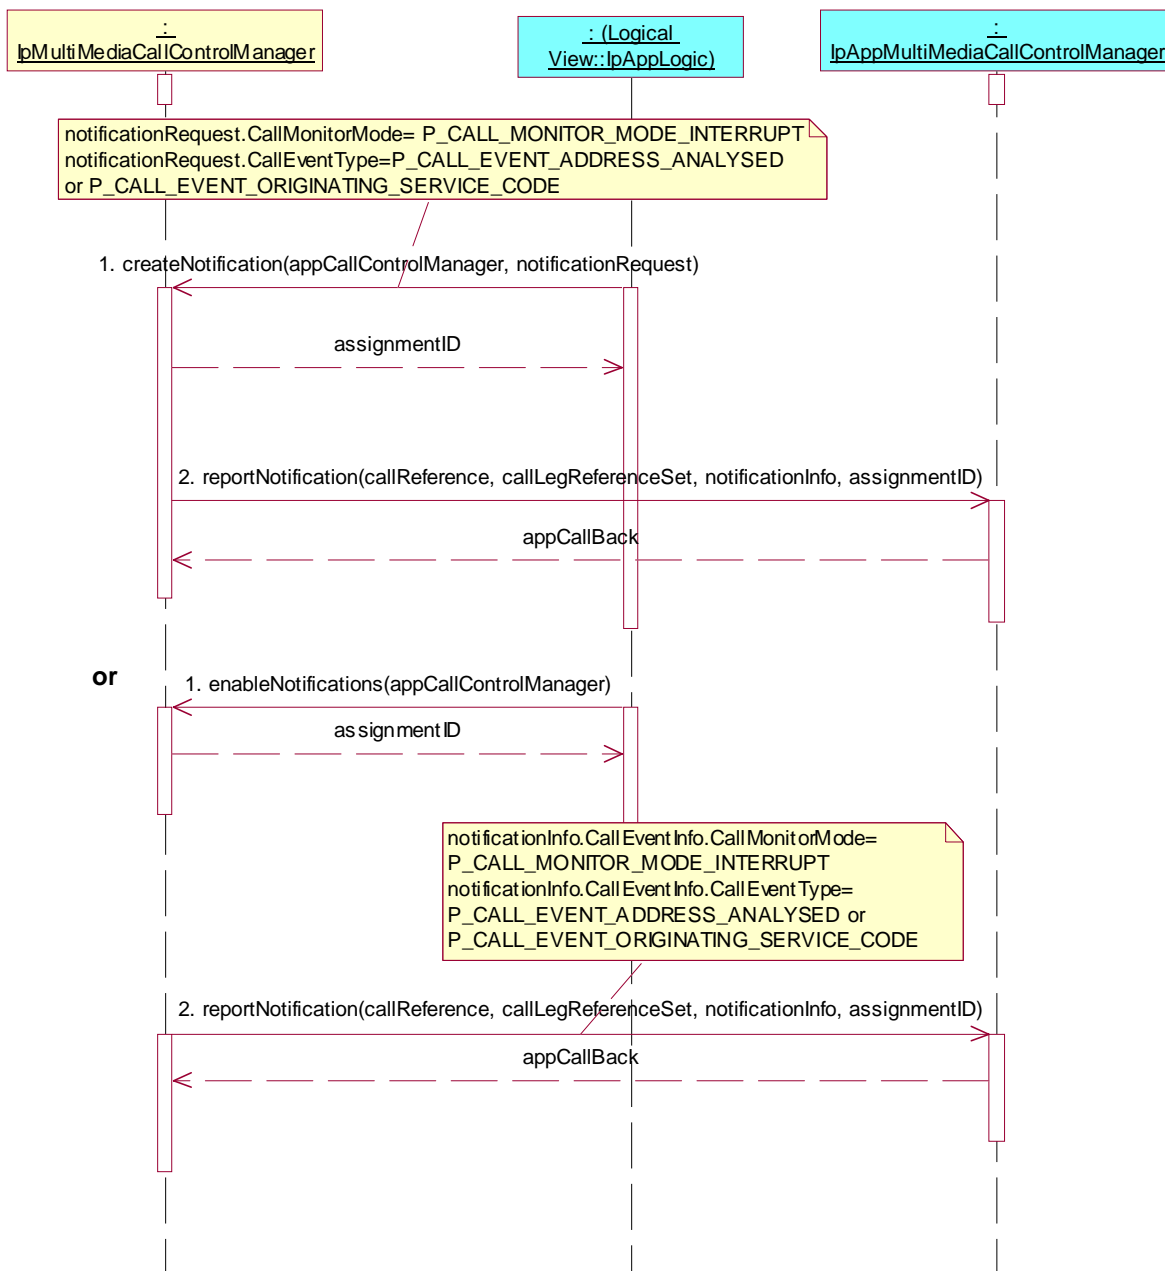 :
IpMultiMediaCallControlManager
: (Logical
View::IpAppLogic)
:
IpAppMultiMediaCallControlManager
notificationRequest.CallMonitorMode= P_CALL_MONITOR_MODE_INTERRUPT
notificationRequest.CallEventType=P_CALL_EVENT_ADDRESS_ANALYSED
or P_CALL_EVENT_ORIGINATING_SERVICE_CODE
1. createNotification(appCallControlManager, notificationRequest)
assignmentID
2. reportNotification(callReference, callLegReferenceSet, notificationInfo, assignmentID)
appCallBack
or
1. enableNotifications(appCallControlManager)
assignmentID
notificationInfo.CallEventInfo.CallMonitorMode=
P_CALL_MONITOR_MODE_INTERRUPT
notificationInfo.CallEventInfo.CallEventType=
P_CALL_EVENT_ADDRESS_ANALYSED or
P_CALL_EVENT_ORIGINATING_SERVICE_CODE
2. reportNotification(callReference, callLegReferenceSet, notificationInfo, assignmentID)
appCallBack